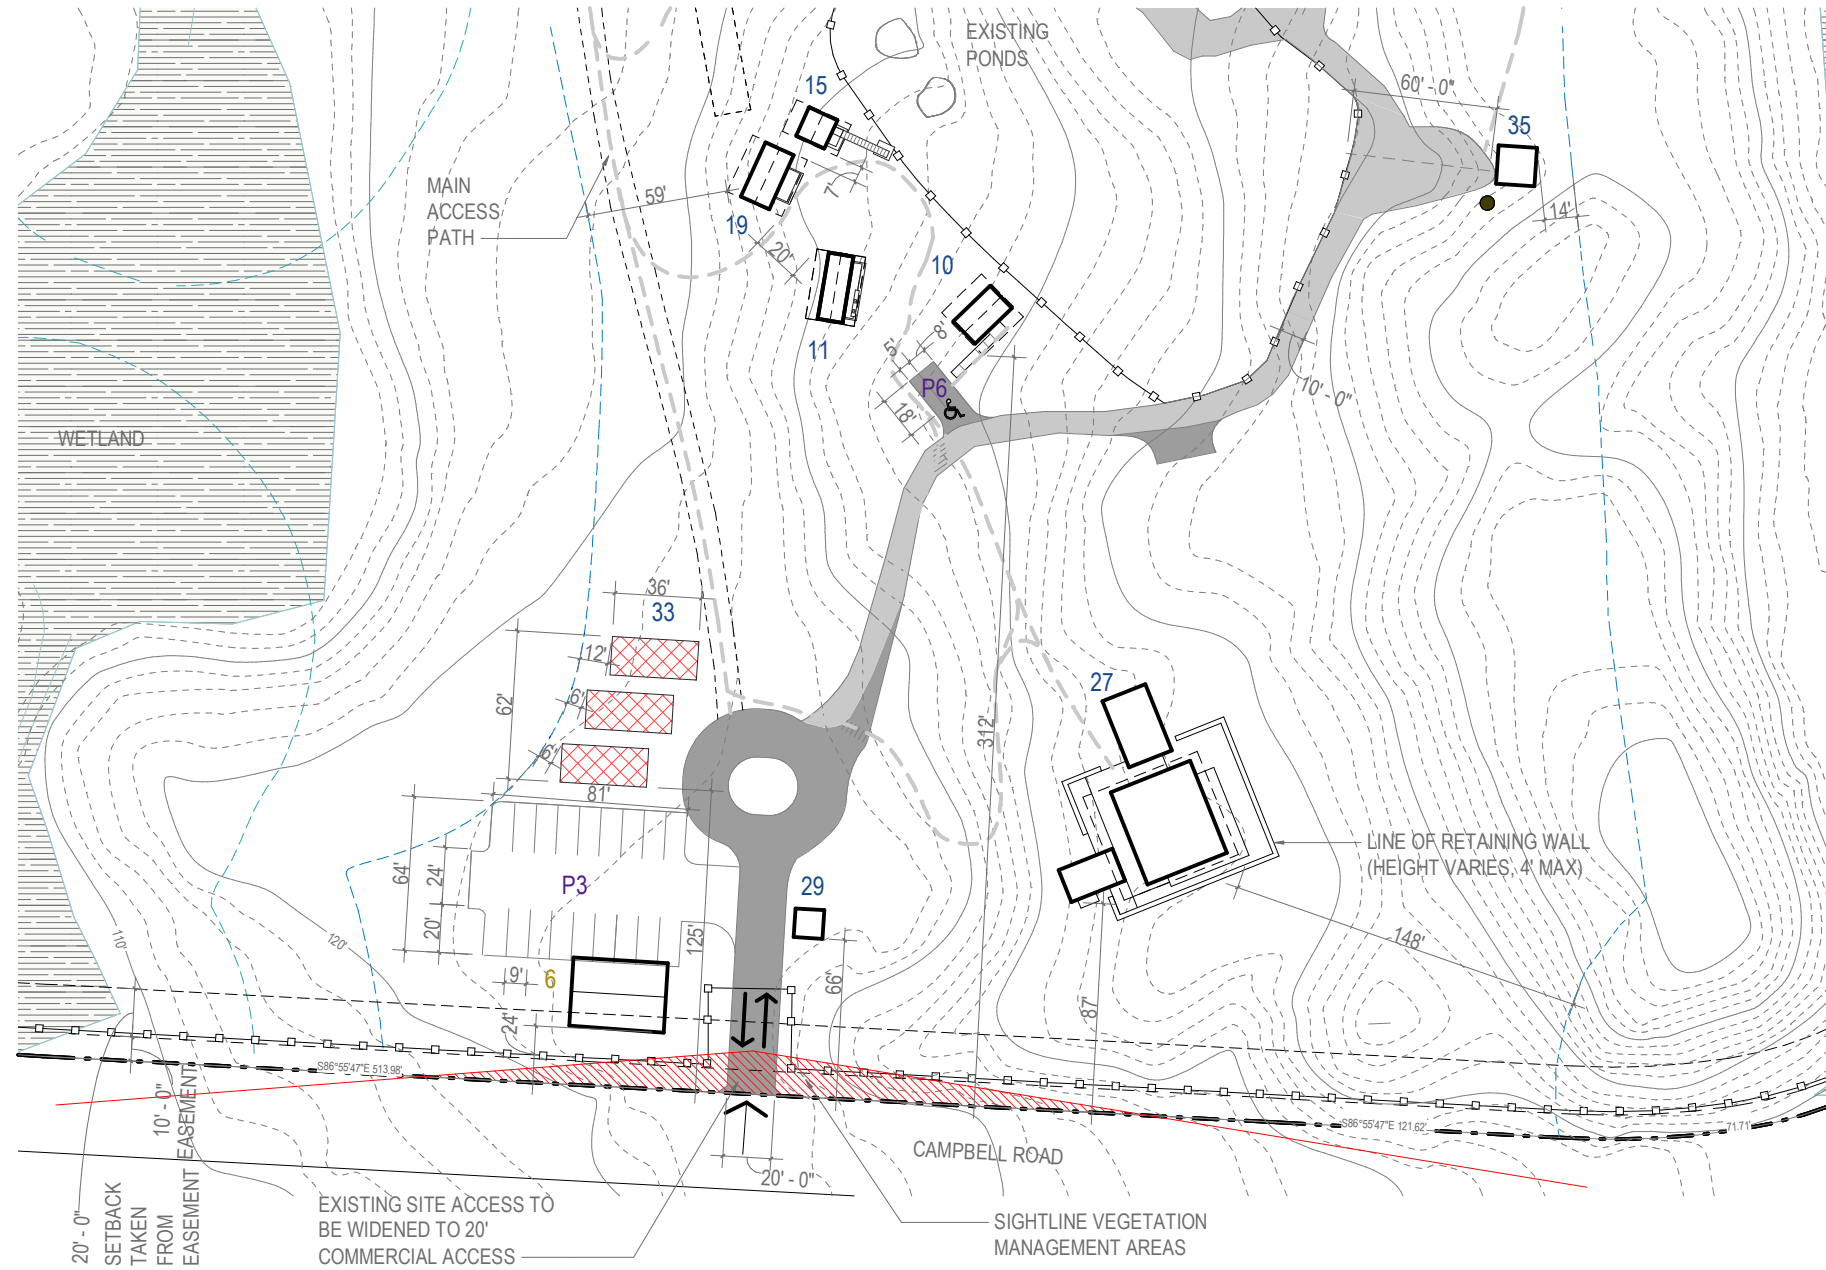 EXISTING
PONDS
15
60' - 0"
35
MAIN
ACCESS
PATH
59'
7'
14'
19
20'
10
11
8'
5'
P6
18'
10' - 0"
WETLAND
36'
33
12'
62'
6'
6'
81'
27
312'
64'
24'
P3
20'
29
125'
LINE OF RETAINING WALL
(HEIGHT VARIES, 4' MAX)
110'
120'
9'
6
66'
148'
24'
87'
S86°55'47"E 513.98'
S86°55'47"E 121.62'
71.71'
CAMPBELL ROAD
20' - 0"
20' - 0"
SETBACK
TAKEN
FROM
EASEMENT
10' - 0"
EASEMENT
EXISTING SITE ACCESS TO
BE WIDENED TO 20'
COMMERCIAL ACCESS
SIGHTLINE VEGETATION
MANAGEMENT AREAS